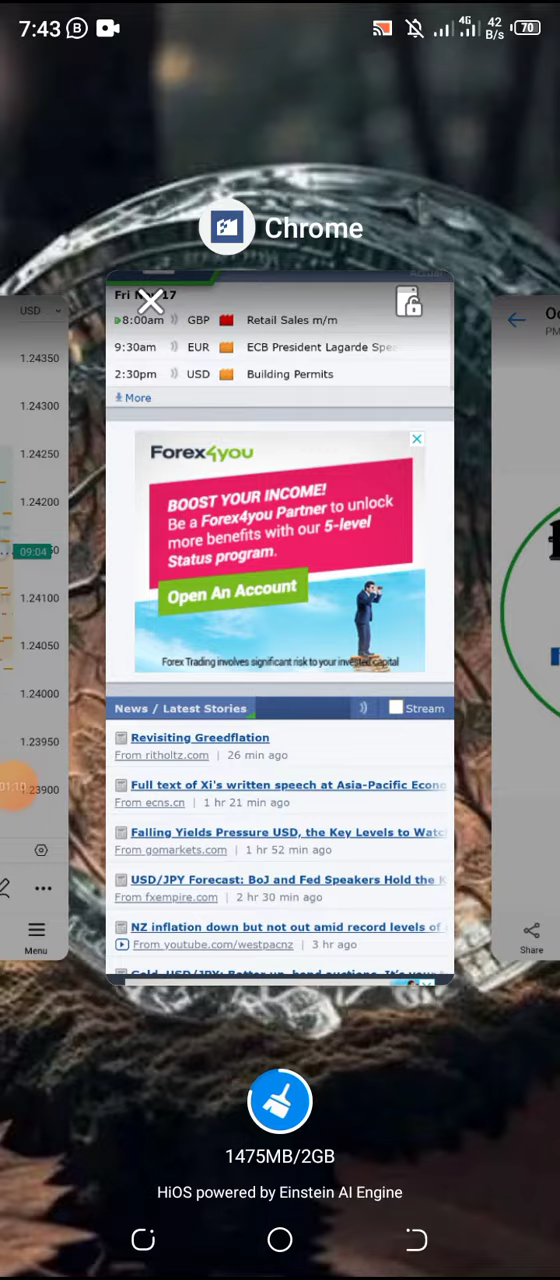 7:43 B 4G 42 B/s 70
Chrome
USD
1.24350
1.24300
1.24250
1.24200
09:04
1.24100
1.24050
1.24000
1.23950
01:10
1.23900
Menu
Actual
8:00am GBP Retail Sales m/m
9:30am EUR ECB President Lagarde Spe
2:30pm USD Building Permits
More
Forex4you
BOOST YOUR INCOME!
Be a Forex4you Partner to unlock
more benefits with our 5-level
Status program.
Open An Account
Forex Trading involves significant risk to your invested capital
News / Latest Stories Stream
Revisiting Greedflation
From ritholtz.com | 26 min ago
Full text of Xi's written speech at Asia-Pacific Econo
From ecns.cn | 1 hr 21 min ago
Falling Yields Pressure USD, the Key Levels to Watc
From gomarkets.com | 1 hr 52 min ago
USD/JPY Forecast: BoJ and Fed Speakers Hold the K
From fxempire.com | 2 hr 30 min ago
NZ inflation down but not out amid record levels of
From youtube.com/westpacnz | 3 hr ago
Share
1475MB/2GB
HiOS powered by Einstein AI Engine